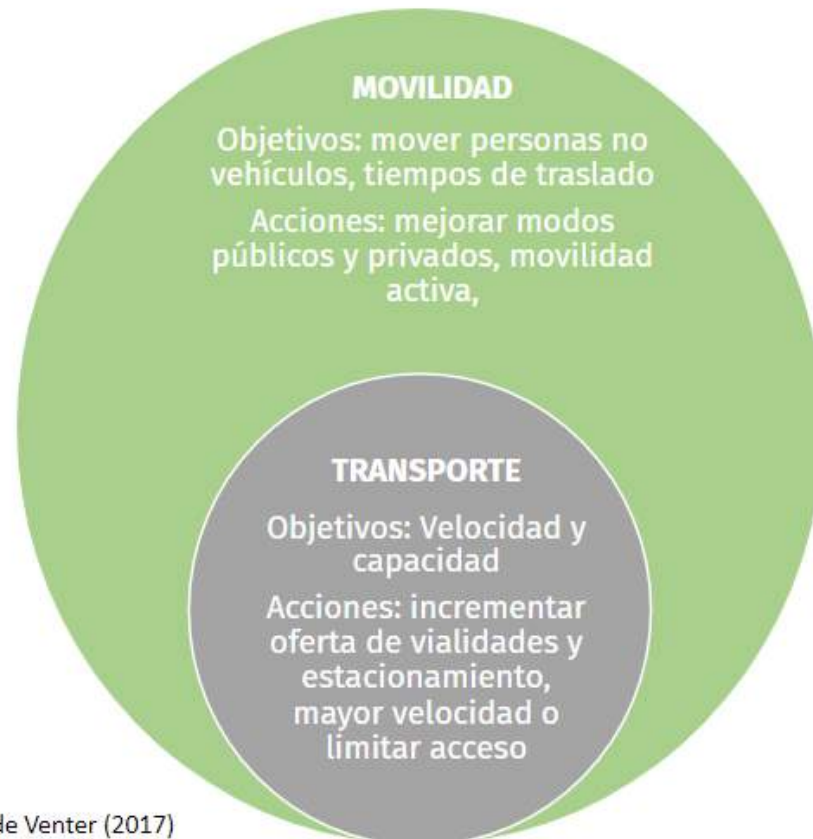 MOVILIDAD
Objetivos: mover personas no
vehículos, tiempos de traslado
Acciones: mejorar modos
públicos y privados, movilidad
activa,
TRANSPORTE
Objetivos: Velocidad y
capacidad
Acciones: incrementar
oferta de vialidades y
estacionamiento,
mayor velocidad o
limitar acceso
de Venter (2017)